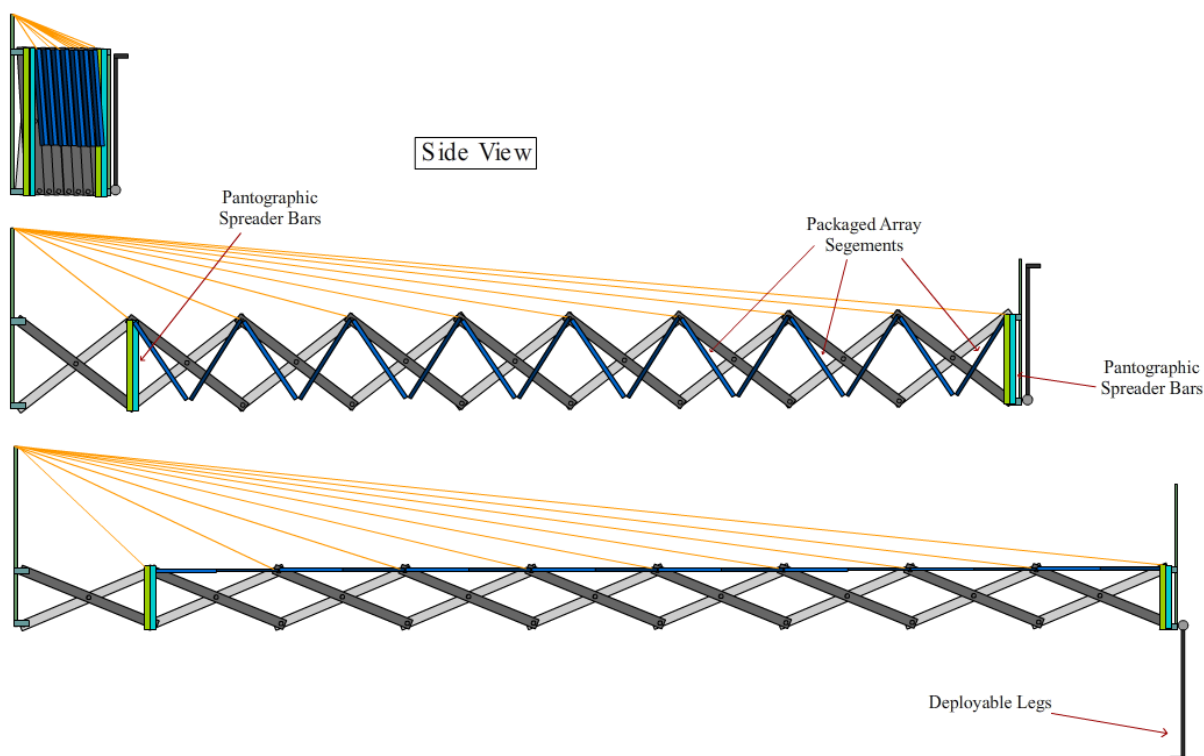 Side View
Pantographic
Spreader Bars
Packaged Array
Segements
Pantographic
Spreader Bars
Deployable Legs